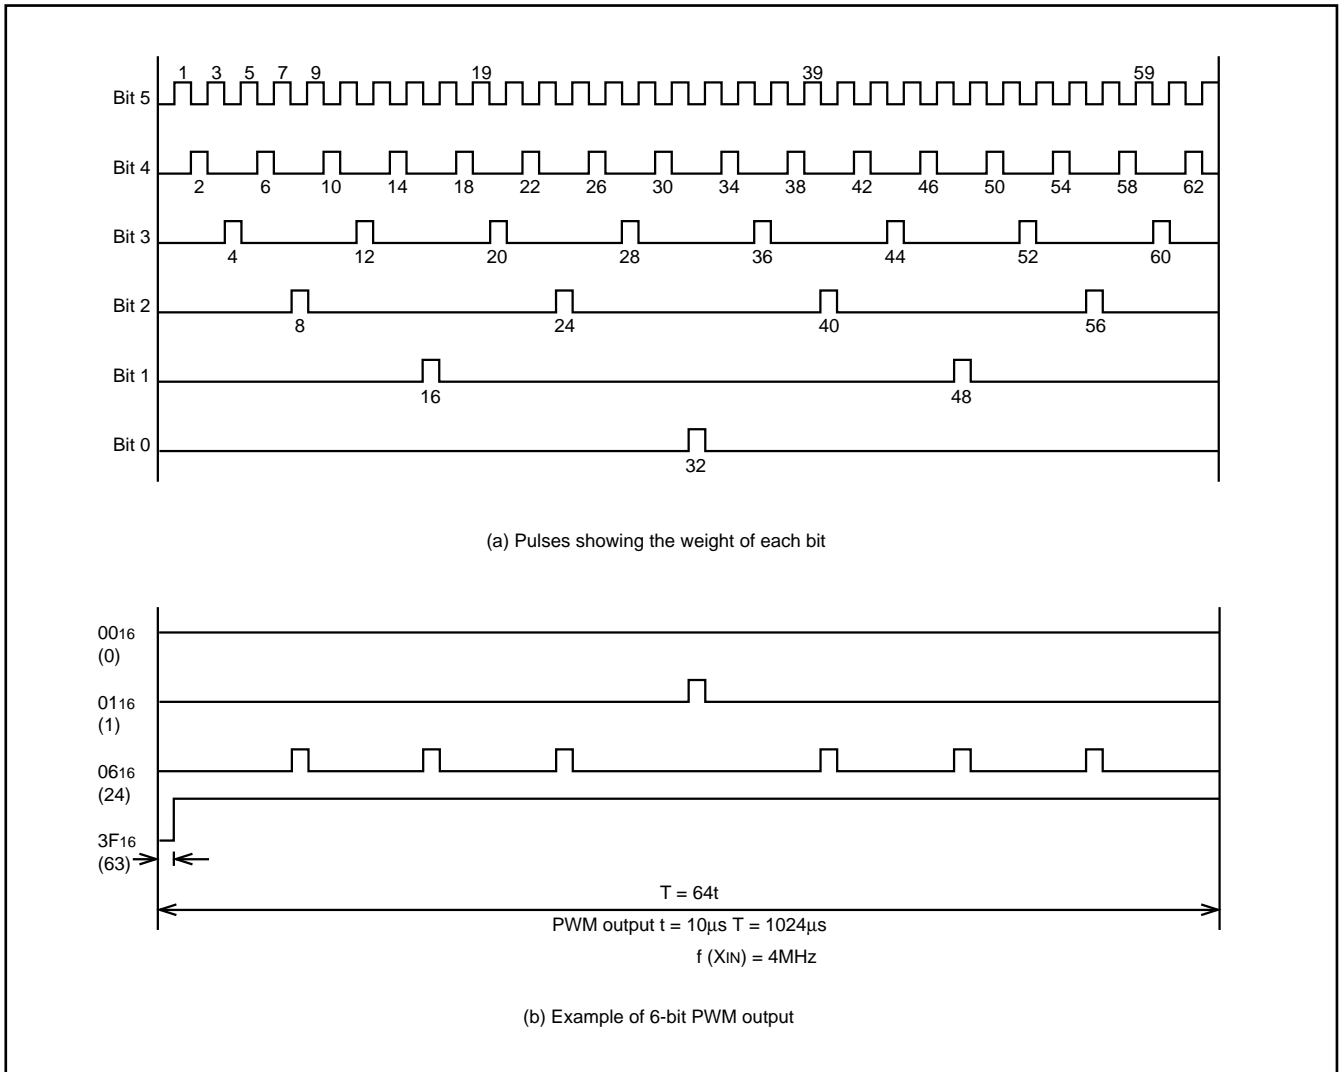 1 3 5 7 9 19 39 59
Bit 5
Bit 4
2 6 10 14 18 22 26 30 34 38 42 46 50 54 58 62
Bit 3
4 12 20 28 36 44 52 60
Bit 2
8 24 40 56
Bit 1
16 48
Bit 0
32
(a) Pulses showing the weight of each bit
0016
(0)
0116
(1)
0616
(24)
3F16
(63)
T = 64t
PWM output t = 10µs T = 1024µs
f (XIN) = 4MHz
(b) Example of 6-bit PWM output